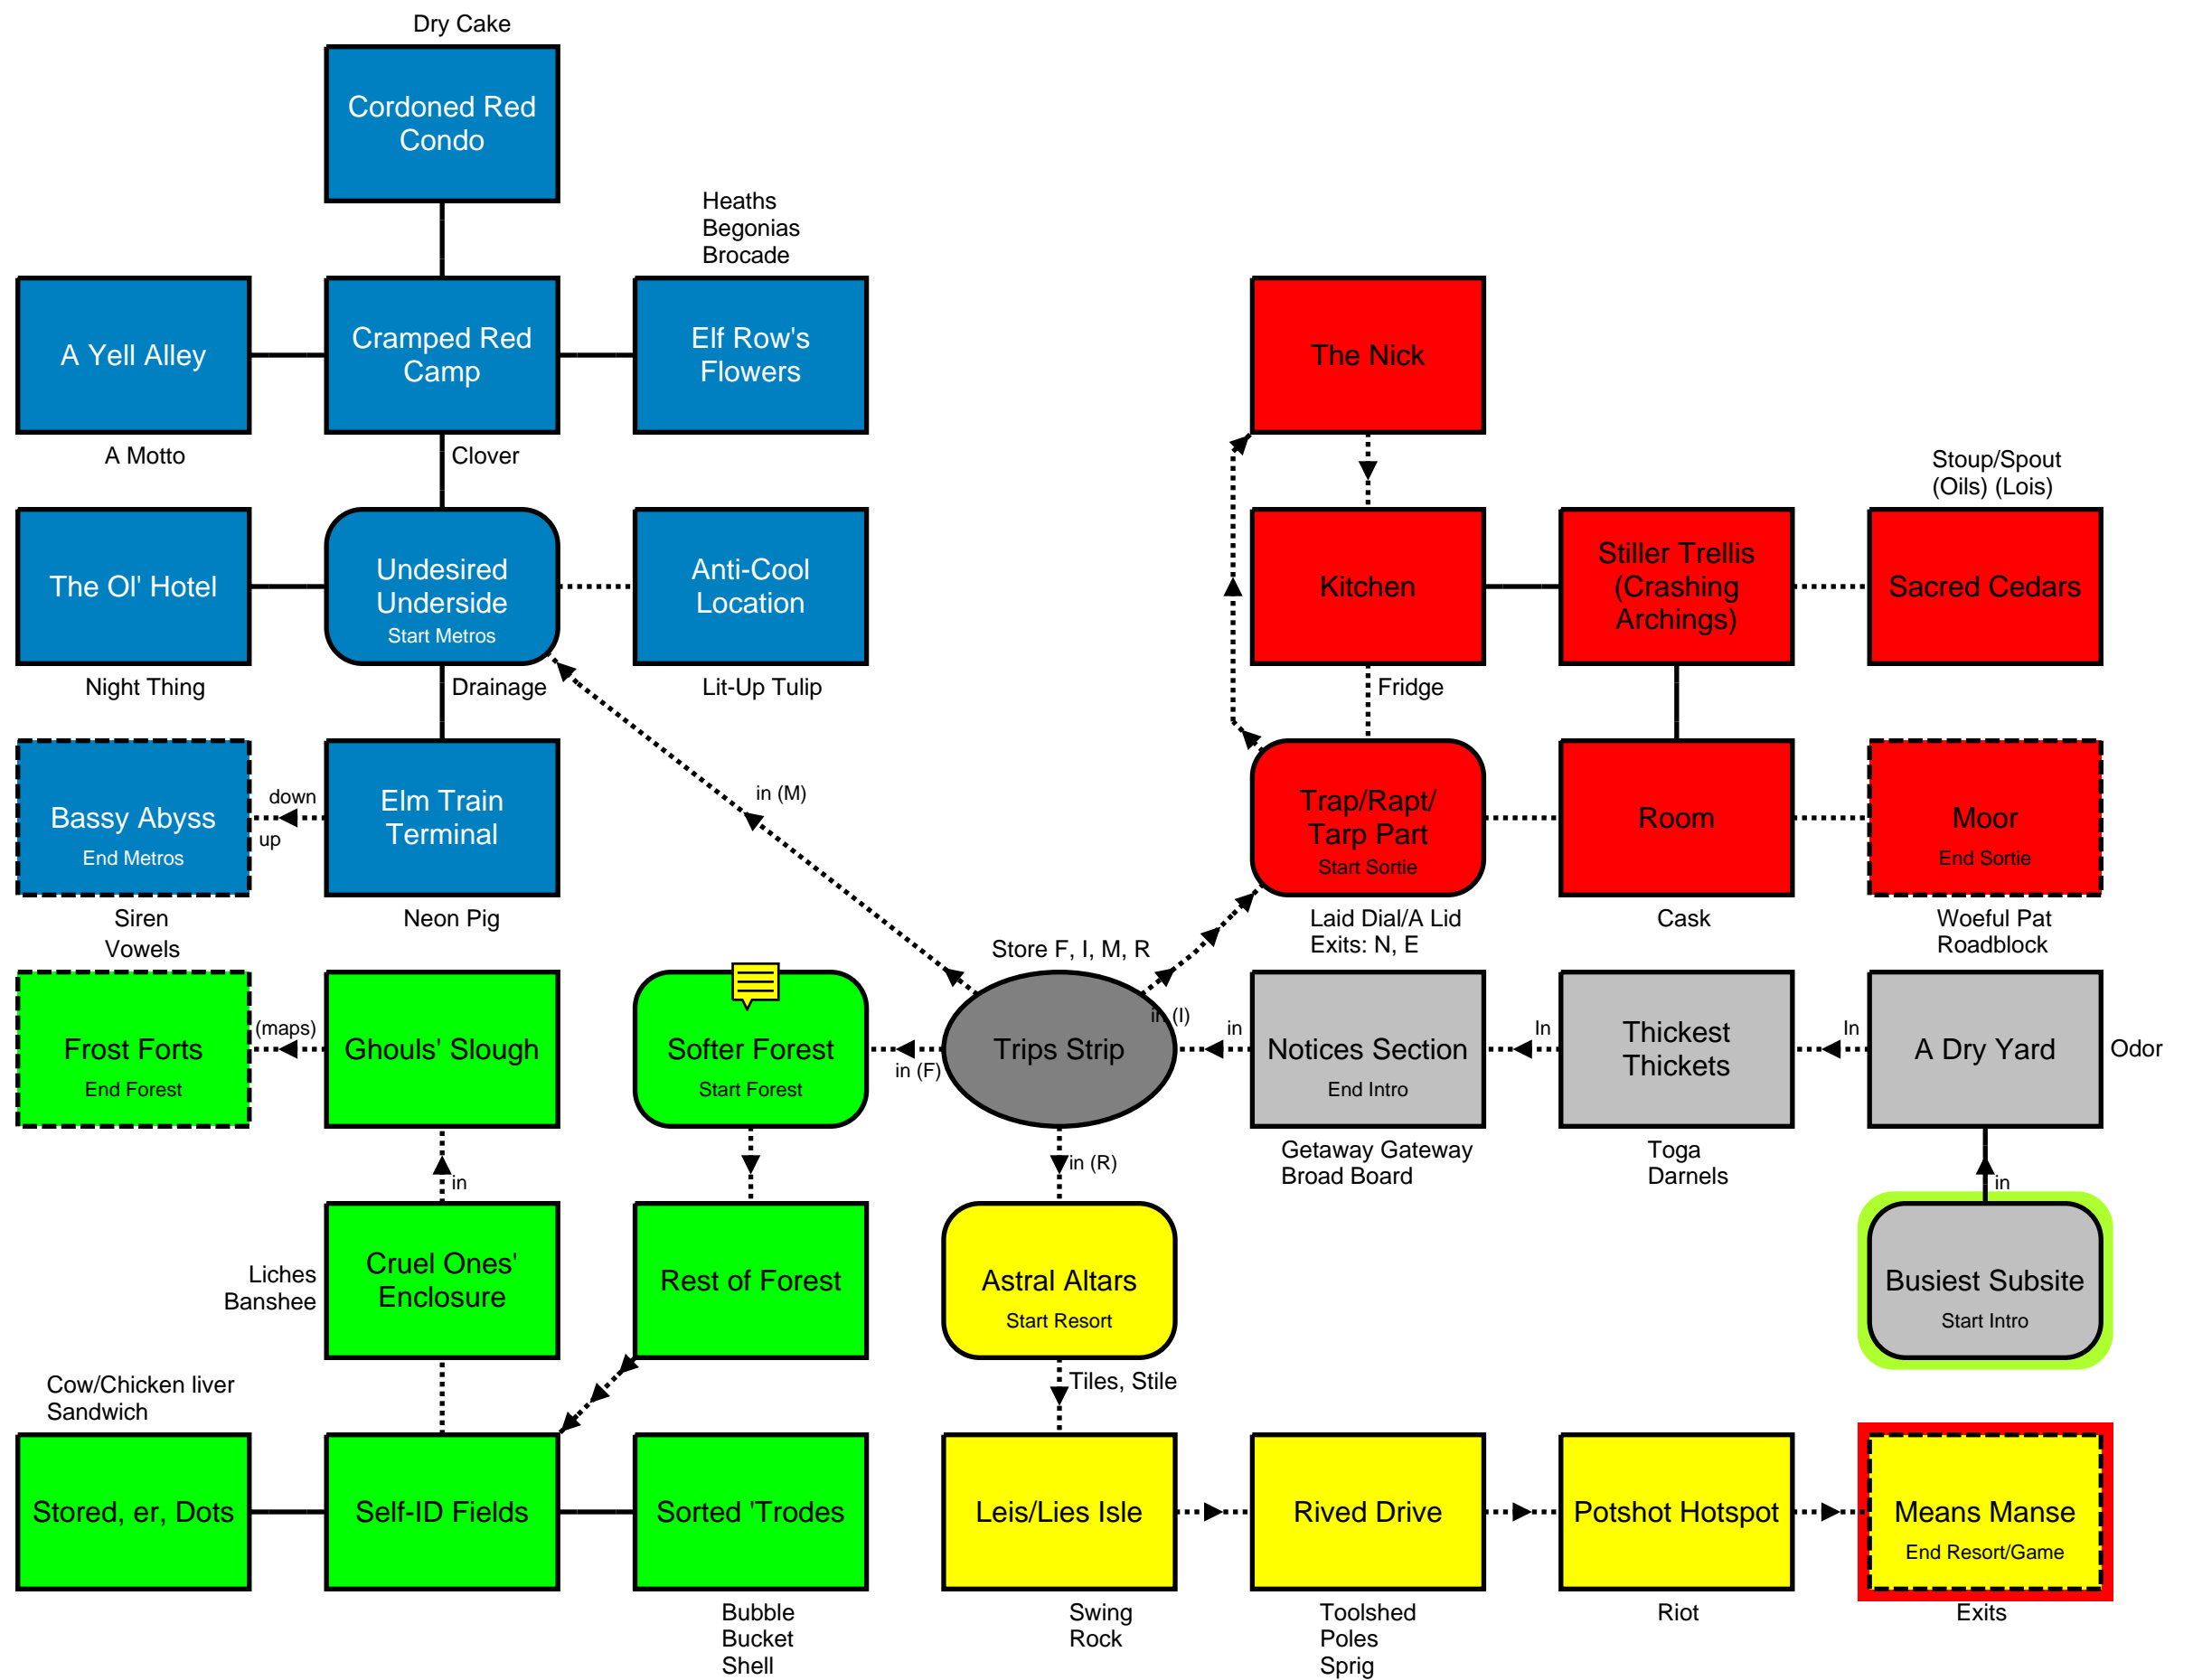 Dry Cake
Cordoned Red
Condo
Heaths
Begonias
Brocade
A Yell Alley
Cramped Red
Camp
Elf Row's
Flowers
The Nick
A Motto
Clover
Stoup/Spout
(Oils) (Lois)
The Ol' Hotel
Undesired
Underside
Start Metros
Anti-Cool
Location
Kitchen
Stiller Trellis
(Crashing
Archings)
Sacred Cedars
Night Thing
Drainage
Lit-Up Tulip
Fridge
Bassy Abyss
End Metros
down
up
Elm Train
Terminal
in (M)
Trap/Rapt/
Tarp Part
Start Sortie
Room
Moor
End Sortie
Siren
Vowels
Neon Pig
Store F, I, M, R
Laid Dial/A Lid
Exits: N, E
Cask
Woeful Pat
Roadblock
Frost Forts
End Forest
(maps)
Ghouls' Slough
Softer Forest
Start Forest
in (F)
Trips Strip
in (I)
in
Notices Section
End Intro
In
Thickest
Thickets
In
A Dry Yard
Odor
in
in (R)
Getaway Gateway
Broad Board
Toga
Darnels
in
Liches
Banshee
Cruel Ones'
Enclosure
Rest of Forest
Astral Altars
Start Resort
Busiest Subsite
Start Intro
Cow/Chicken liver
Sandwich
Tiles, Stile
Stored, er, Dots
Self-ID Fields
Sorted 'Trodes
Leis/Lies Isle
Rived Drive
Potshot Hotspot
Means Manse
End Resort/Game
Bubble
Bucket
Shell
Swing
Rock
Toolshed
Poles
Sprig
Riot
Exits